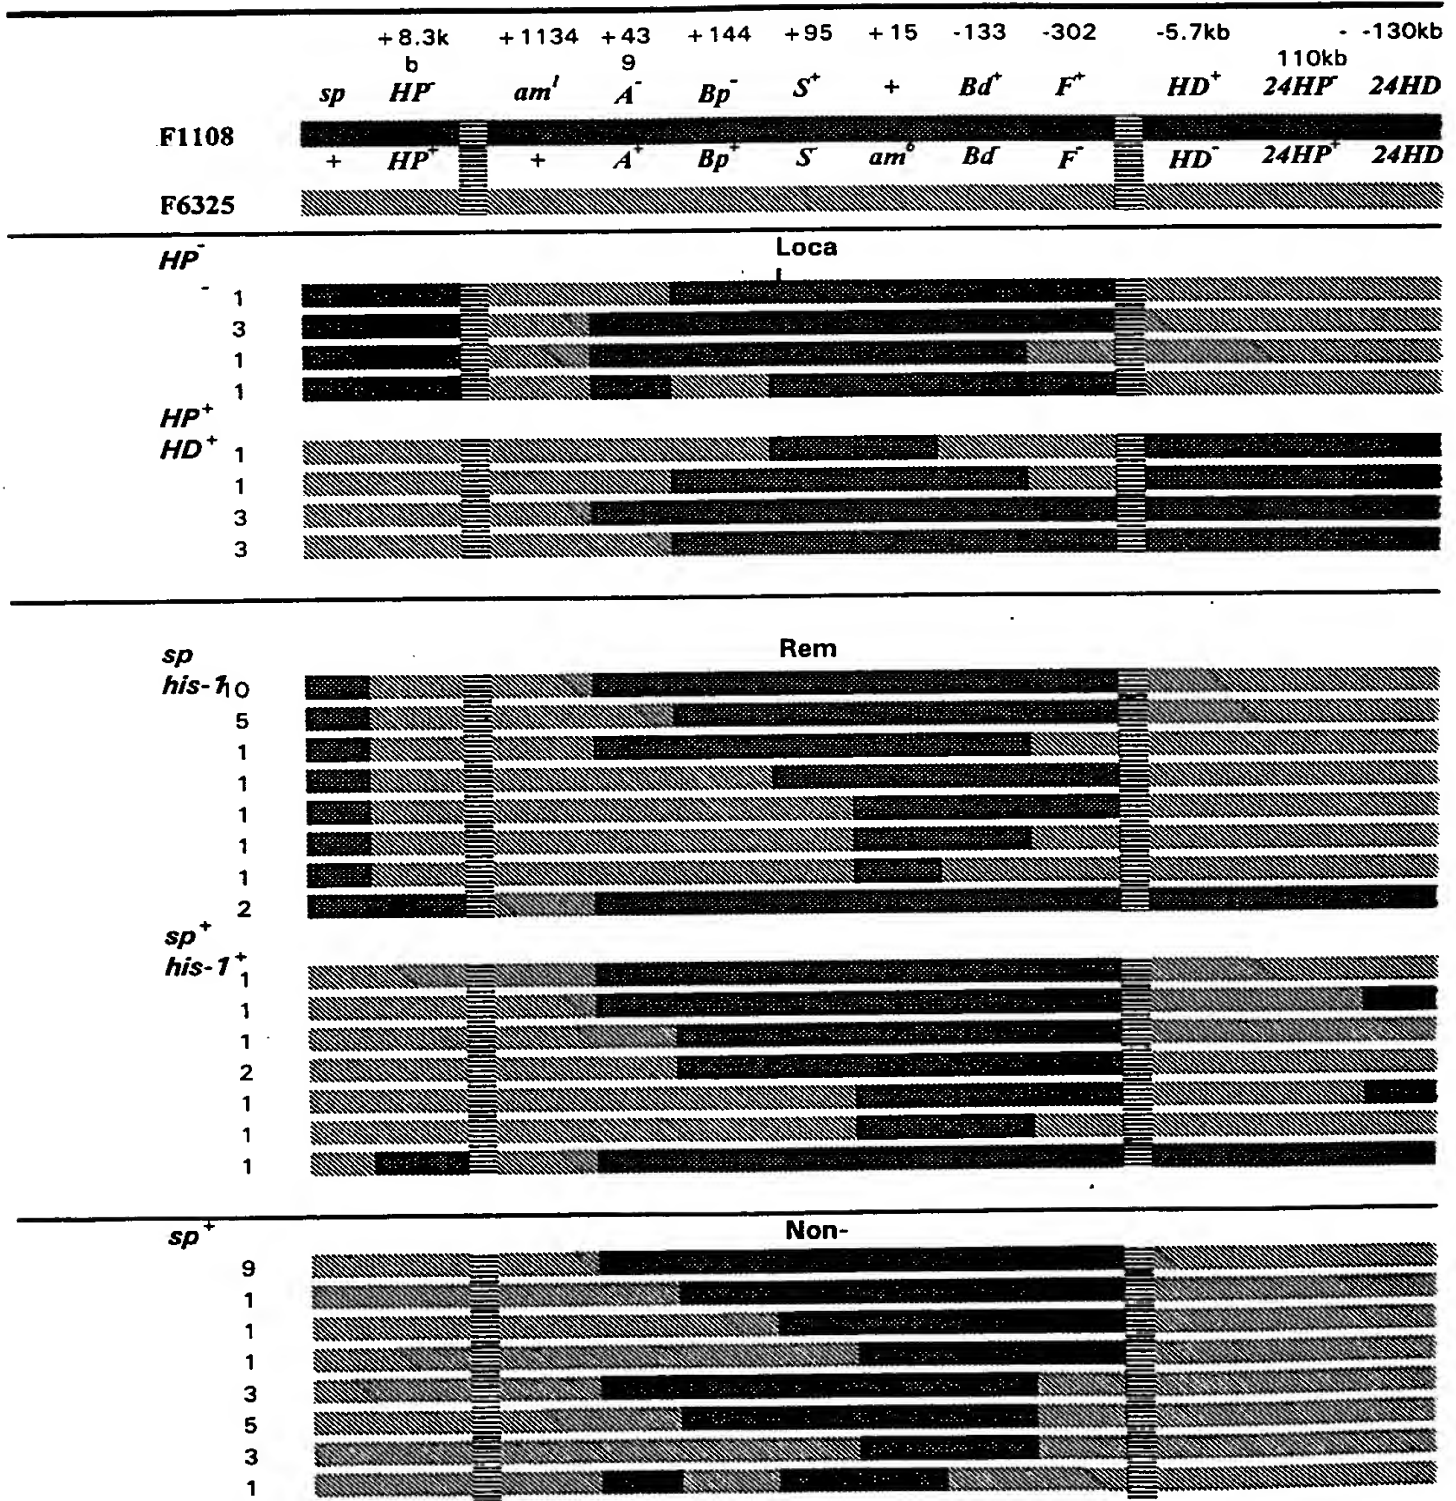 +8.3k +1134 +43 +144 +95 +15 -133 -302 -5.7kb - -130kb
b 9 110kb
sp HP⁻ am¹ A⁻ Bp⁻ S⁺ + Bd⁺ F⁺ HD⁺ 24HP⁻ 24HD
F1108
+ HP⁺ + A⁺ Bp⁺ S⁻ am⁶ Bd⁻ F⁻ HD⁻ 24HP⁺ 24HD
F6325
HP⁻ Loca
1
3
1
1
HP⁺
HD⁺ 1
1
3
3
sp Rem
his-1 10
5
1
1
1
1
1
2
sp⁺
his-1⁺ 1
1
1
2
1
1
1
sp⁺ Non-
9
1
1
1
3
5
3
1